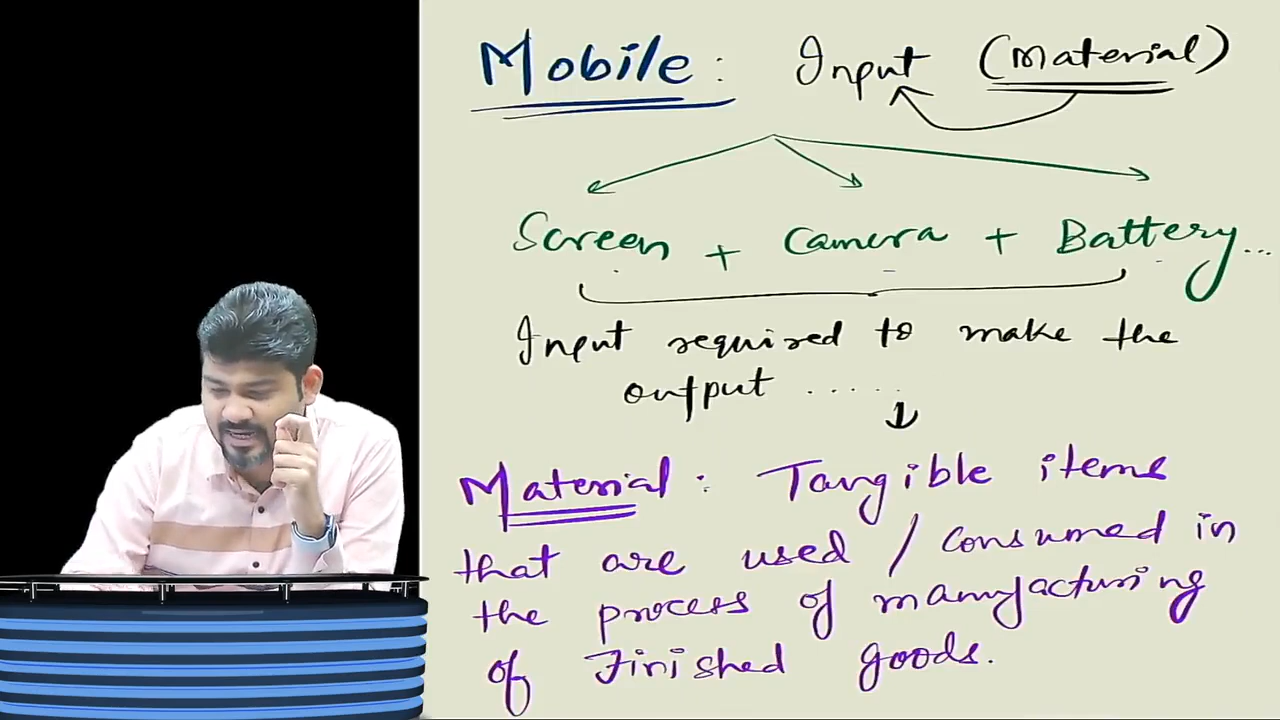 Mobile: Input (Material)
Screen + Camera + Battery...
Input required to make the
output .....
Material: Tangible items
that are used / consumed in
the process of manufacturing
of Finished goods.